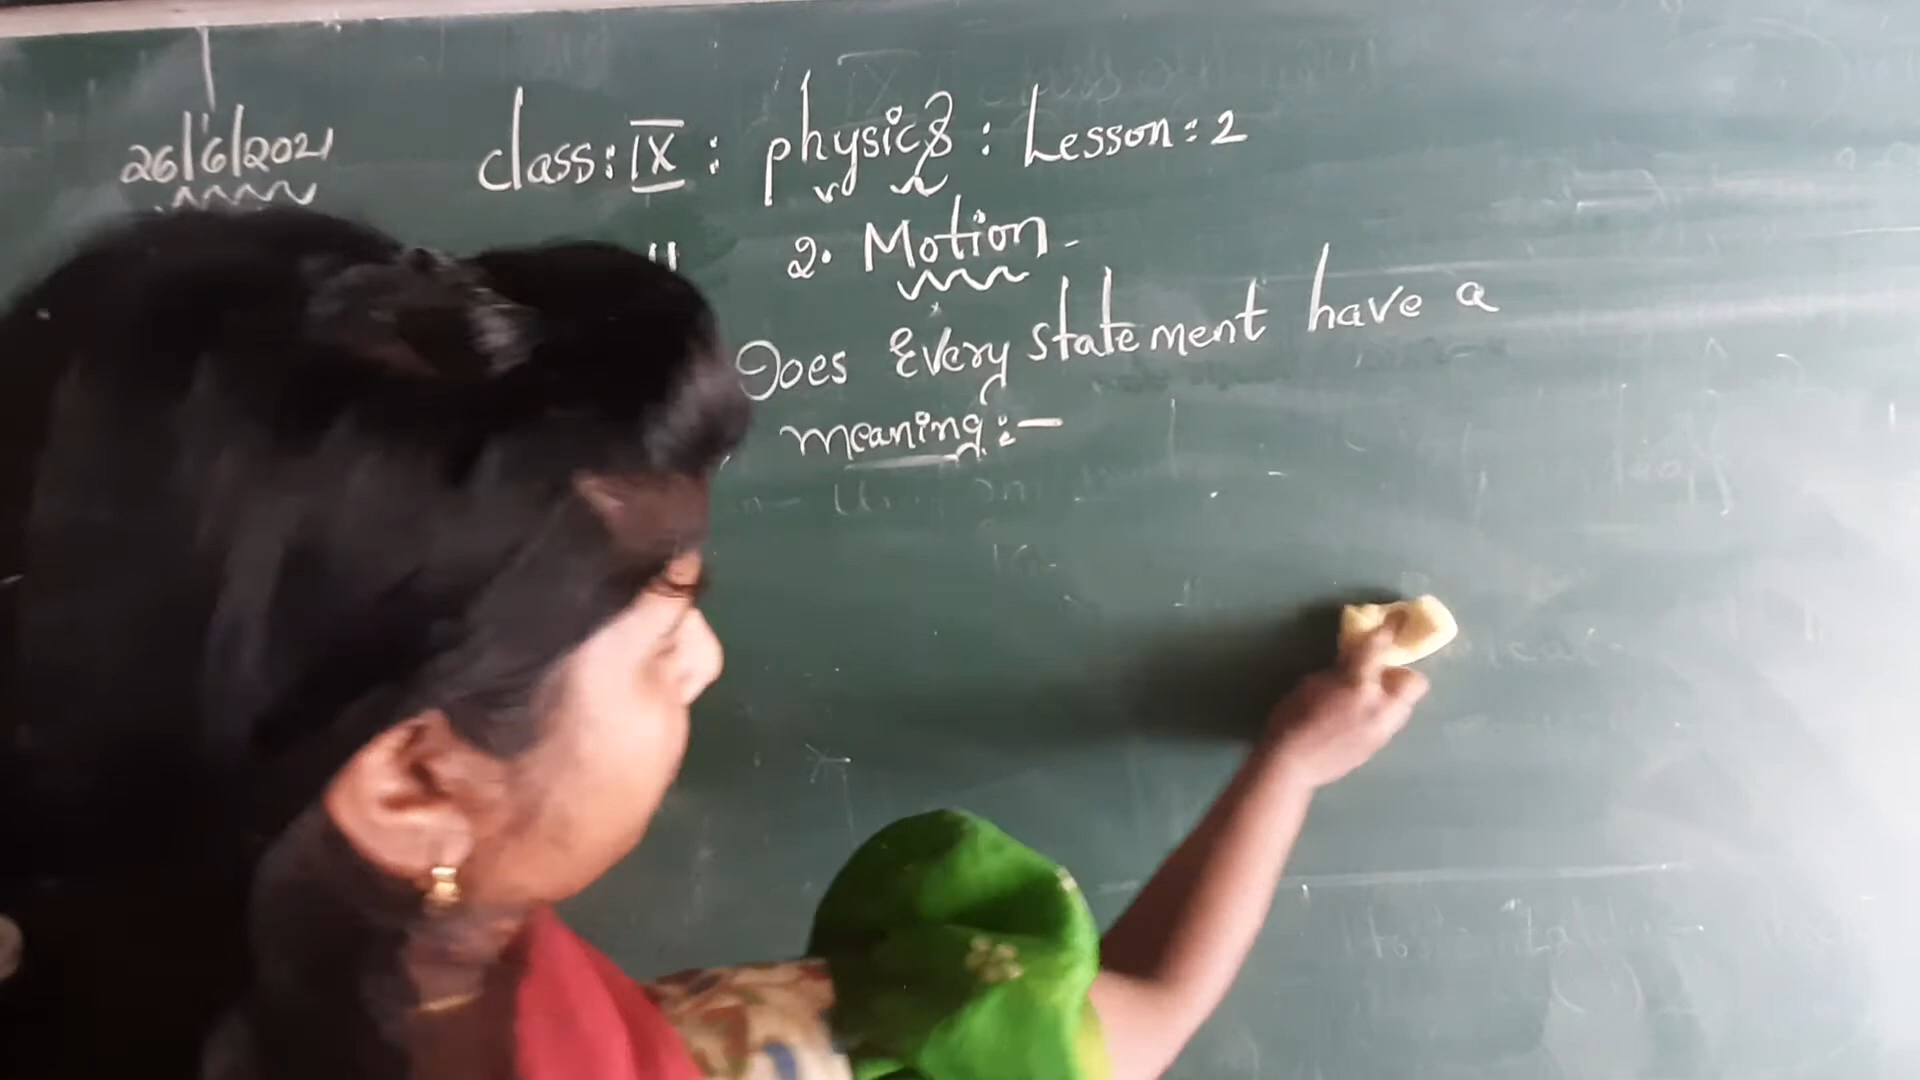 26/6/2021
class: IX : physics : Lesson: 2
2. Motion
Does Every statement have a
meaning:-